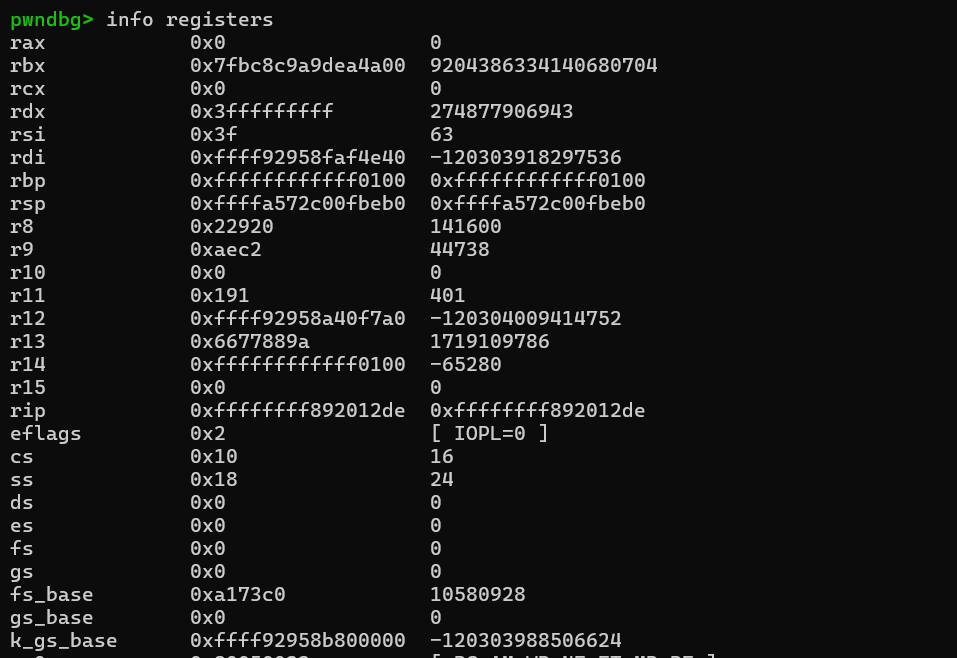 pwndbg> info registers
rax 0x0 0
rbx 0x7fbc8c9a9dea4a00 9204386334140680704
rcx 0x0 0
rdx 0x3fffffffff 274877906943
rsi 0x3f 63
rdi 0xffff92958faf4e40 -120303918297536
rbp 0xffffffffffff0100 0xffffffffffff0100
rsp 0xffffa572c00fbeb0 0xffffa572c00fbeb0
r8 0x22920 141600
r9 0xaec2 44738
r10 0x0 0
r11 0x191 401
r12 0xffff92958a40f7a0 -120304009414752
r13 0x6677889a 1719109786
r14 0xffffffffffff0100 -65280
r15 0x0 0
rip 0xffffffff892012de 0xffffffff892012de
eflags 0x2 [ IOPL=0 ]
cs 0x10 16
ss 0x18 24
ds 0x0 0
es 0x0 0
fs 0x0 0
gs 0x0 0
fs_base 0xa173c0 10580928
gs_base 0x0 0
k_gs_base 0xffff92958b800000 -120303988506624